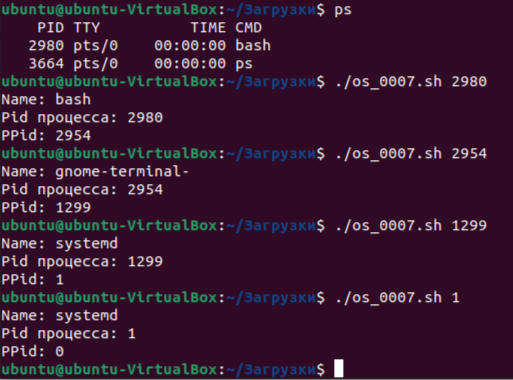 ubuntu@ubuntu-VirtualBox:~/Загрузки$ ps
    PID TTY          TIME CMD
   2980 pts/0    00:00:00 bash
   3664 pts/0    00:00:00 ps
ubuntu@ubuntu-VirtualBox:~/Загрузки$ ./os_0007.sh 2980
Name: bash
Pid процесса: 2980
PPid: 2954
ubuntu@ubuntu-VirtualBox:~/Загрузки$ ./os_0007.sh 2954
Name: gnome-terminal-
Pid процесса: 2954
PPid: 1299
ubuntu@ubuntu-VirtualBox:~/Загрузки$ ./os_0007.sh 1299
Name: systemd
Pid процесса: 1299
PPid: 1
ubuntu@ubuntu-VirtualBox:~/Загрузки$ ./os_0007.sh 1
Name: systemd
Pid процесса: 1
PPid: 0
ubuntu@ubuntu-VirtualBox:~/Загрузки$